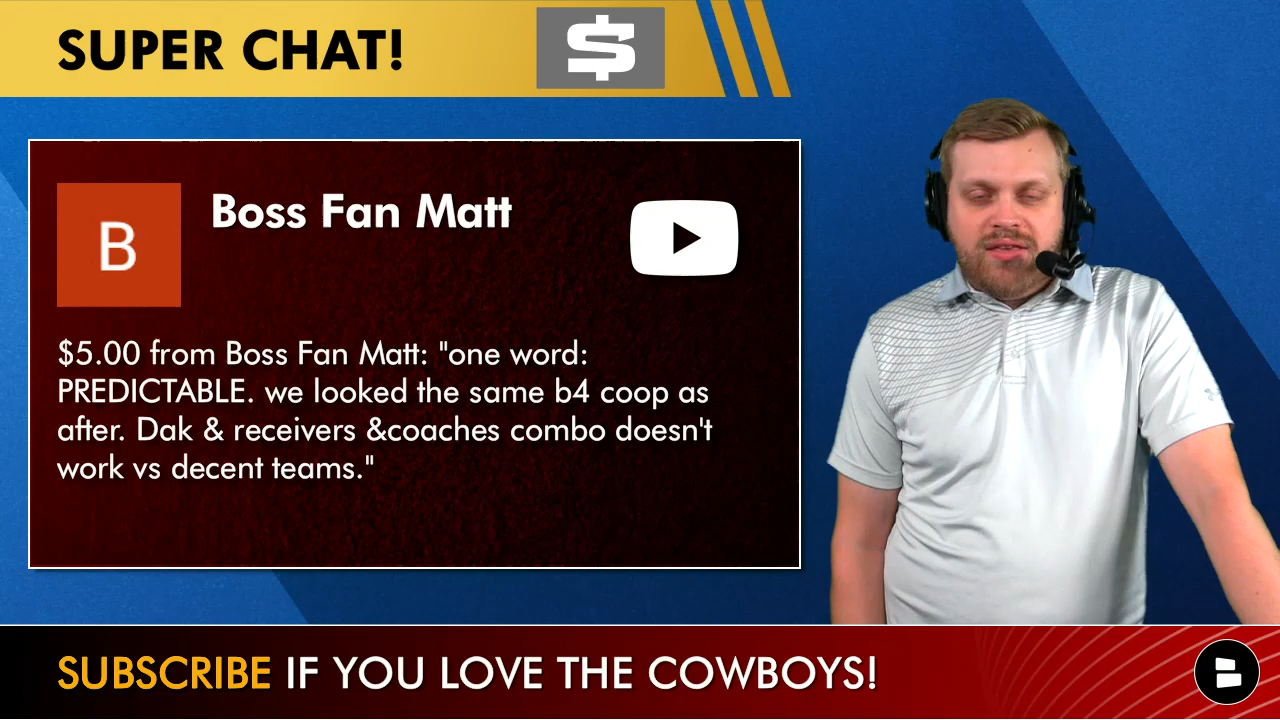 SUPER CHAT!
$
B
Boss Fan Matt
$5.00 from Boss Fan Matt: "one word:
PREDICTABLE. we looked the same b4 coop as
after. Dak & receivers &coaches combo doesn't
work vs decent teams."
SUBSCRIBE IF YOU LOVE THE COWBOYS!